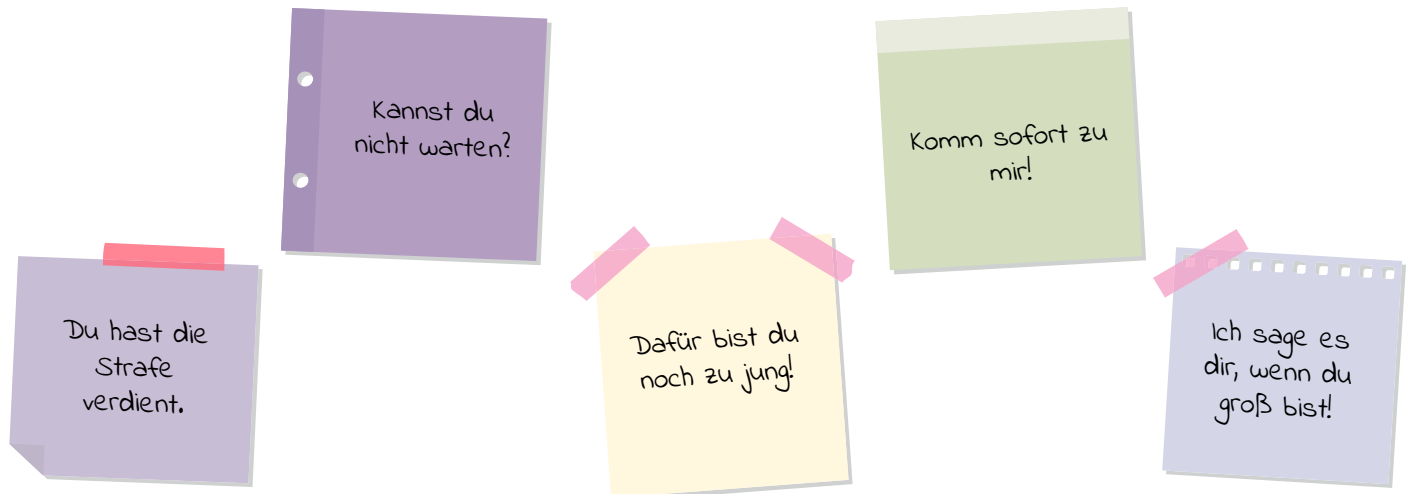 Du hast die
Strafe
verdient.
Kannst du
nicht warten?
Dafür bist du
noch zu jung!
Komm sofort zu
mir!
Ich sage es
dir, wenn du
groß bist!